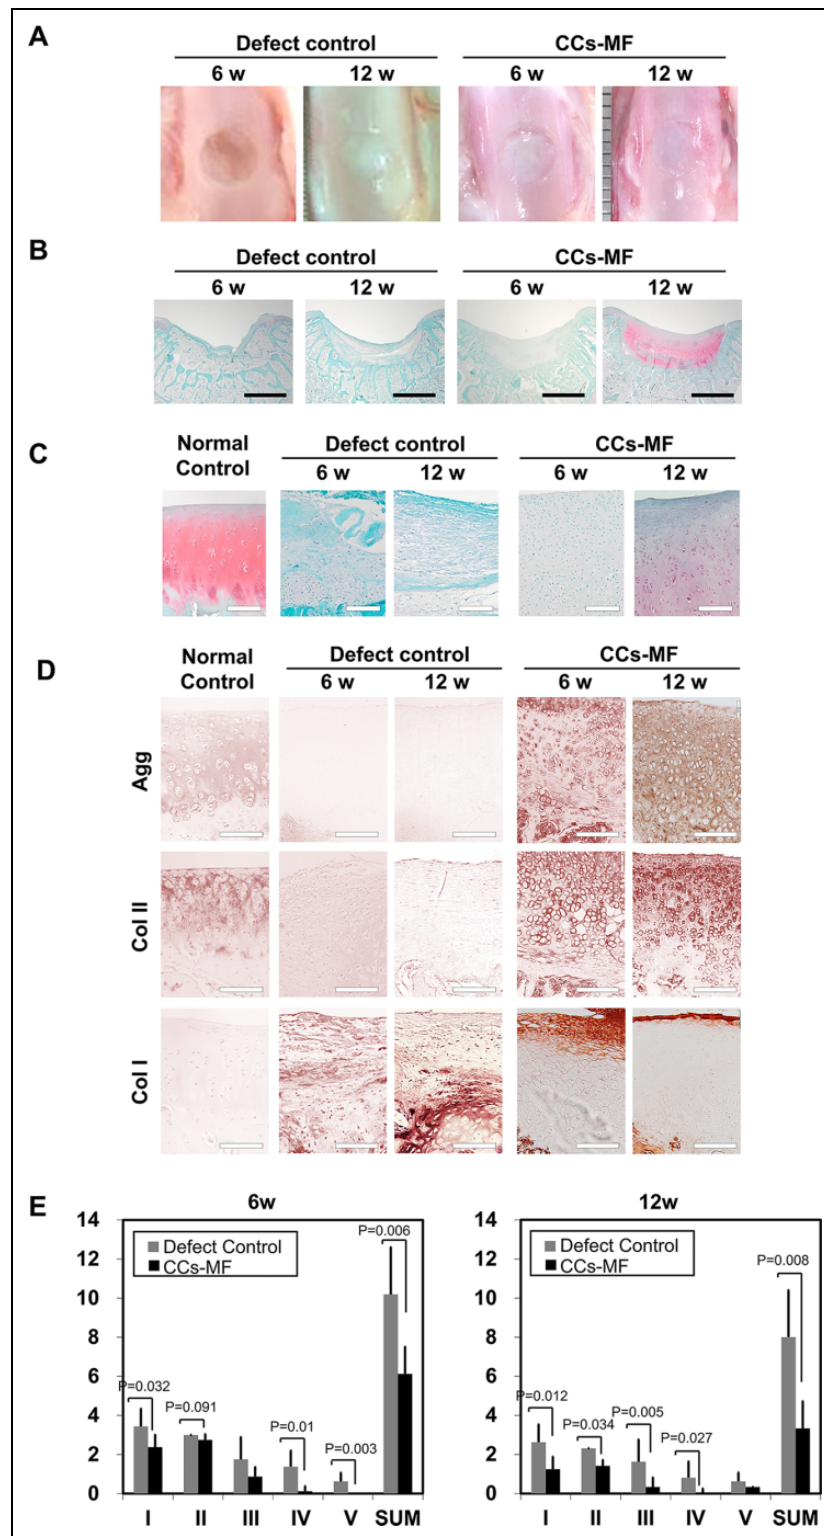 A
Defect control CCs-MF
6 w 12 w 6 w 12 w
B
Defect control CCs-MF
6 w 12 w 6 w 12 w
C
Normal Control Defect control CCs-MF
6 w 12 w 6 w 12 w
D
Normal Control Defect control CCs-MF
6 w 12 w 6 w 12 w
Agg
Col II
Col I
E
6w
14
12
10
8
6
4
2
0
Defect Control
CCs-MF
P=0.032
P=0.091
P=0.01
P=0.003
P=0.006
I II III IV V SUM
12w
14
12
10
8
6
4
2
0
Defect Control
CCs-MF
P=0.012
P=0.034
P=0.005
P=0.027
P=0.008
I II III IV V SUM